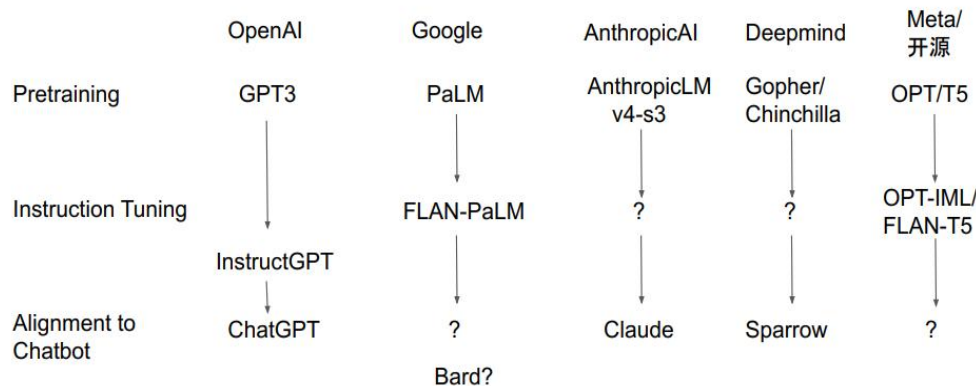 OpenAI
Google
AnthropicAI
Deepmind
Meta/
开源
Pretraining
GPT3
PaLM
AnthropicLM
v4-s3
Gopher/
Chinchilla
OPT/T5
Instruction Tuning
FLAN-PaLM
?
?
OPT-IML/
FLAN-T5
InstructGPT
Alignment to
Chatbot
ChatGPT
?
Claude
Sparrow
?
Bard?